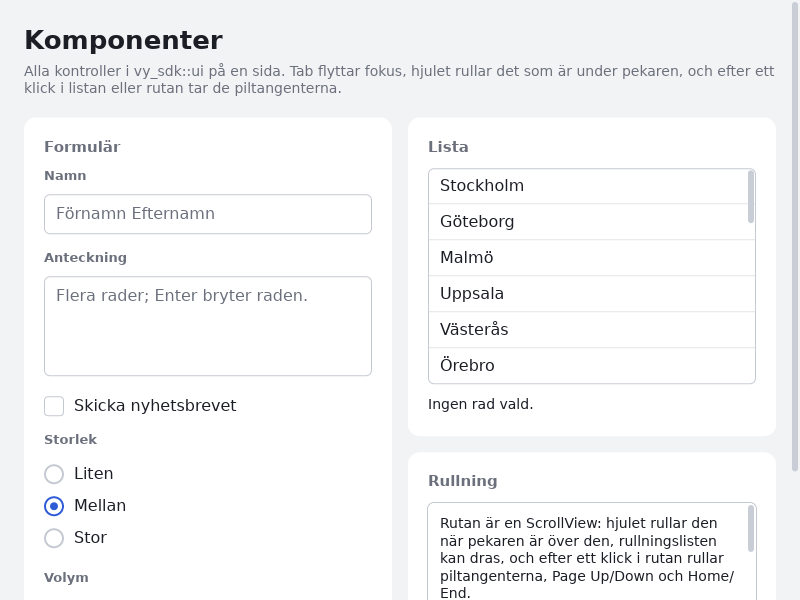 Komponenter
Alla kontroller i vy_sdk::ui på en sida. Tab flyttar fokus, hjulet rullar det som är under pekaren, och efter ett
klick i listan eller rutan tar de piltangenterna.
Formulär
Namn
Förnamn Efternamn
Anteckning
Flera rader; Enter bryter raden.
Skicka nyhetsbrevet
Storlek
Liten
Mellan
Stor
Volym
Lista
Stockholm
Göteborg
Malmö
Uppsala
Västerås
Örebro
Ingen rad vald.
Rullning
Rutan är en ScrollView: hjulet rullar den
när pekaren är över den, rullningslisten
kan dras, och efter ett klick i rutan rullar
piltangenterna, Page Up/Down och Home/
End.